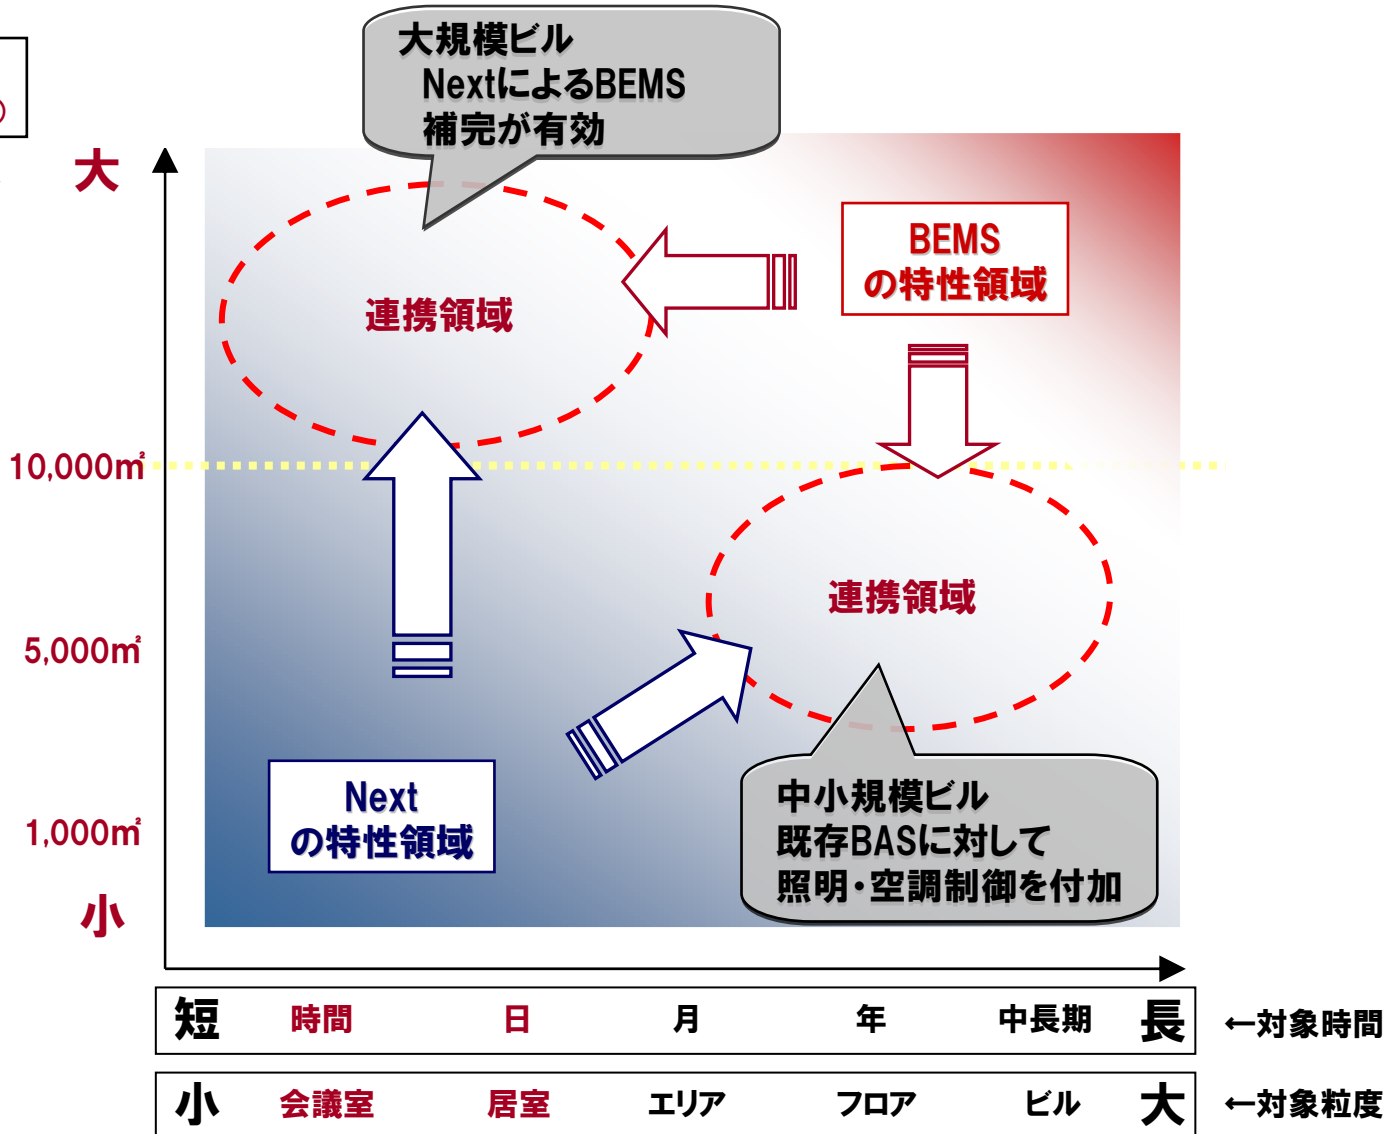 大規模ビル
NextによるBEMS
補完が有効
大
BEMS
の特性領域
連携領域
10,000㎡
連携領域
5,000㎡
Next
の特性領域
1,000㎡
中小規模ビル
既存BASに対して
照明・空調制御を付加
小
短 時間 日 月 年 中長期 長 ←対象時間
小 会議室 居室 エリア フロア ビル 大 ←対象粒度